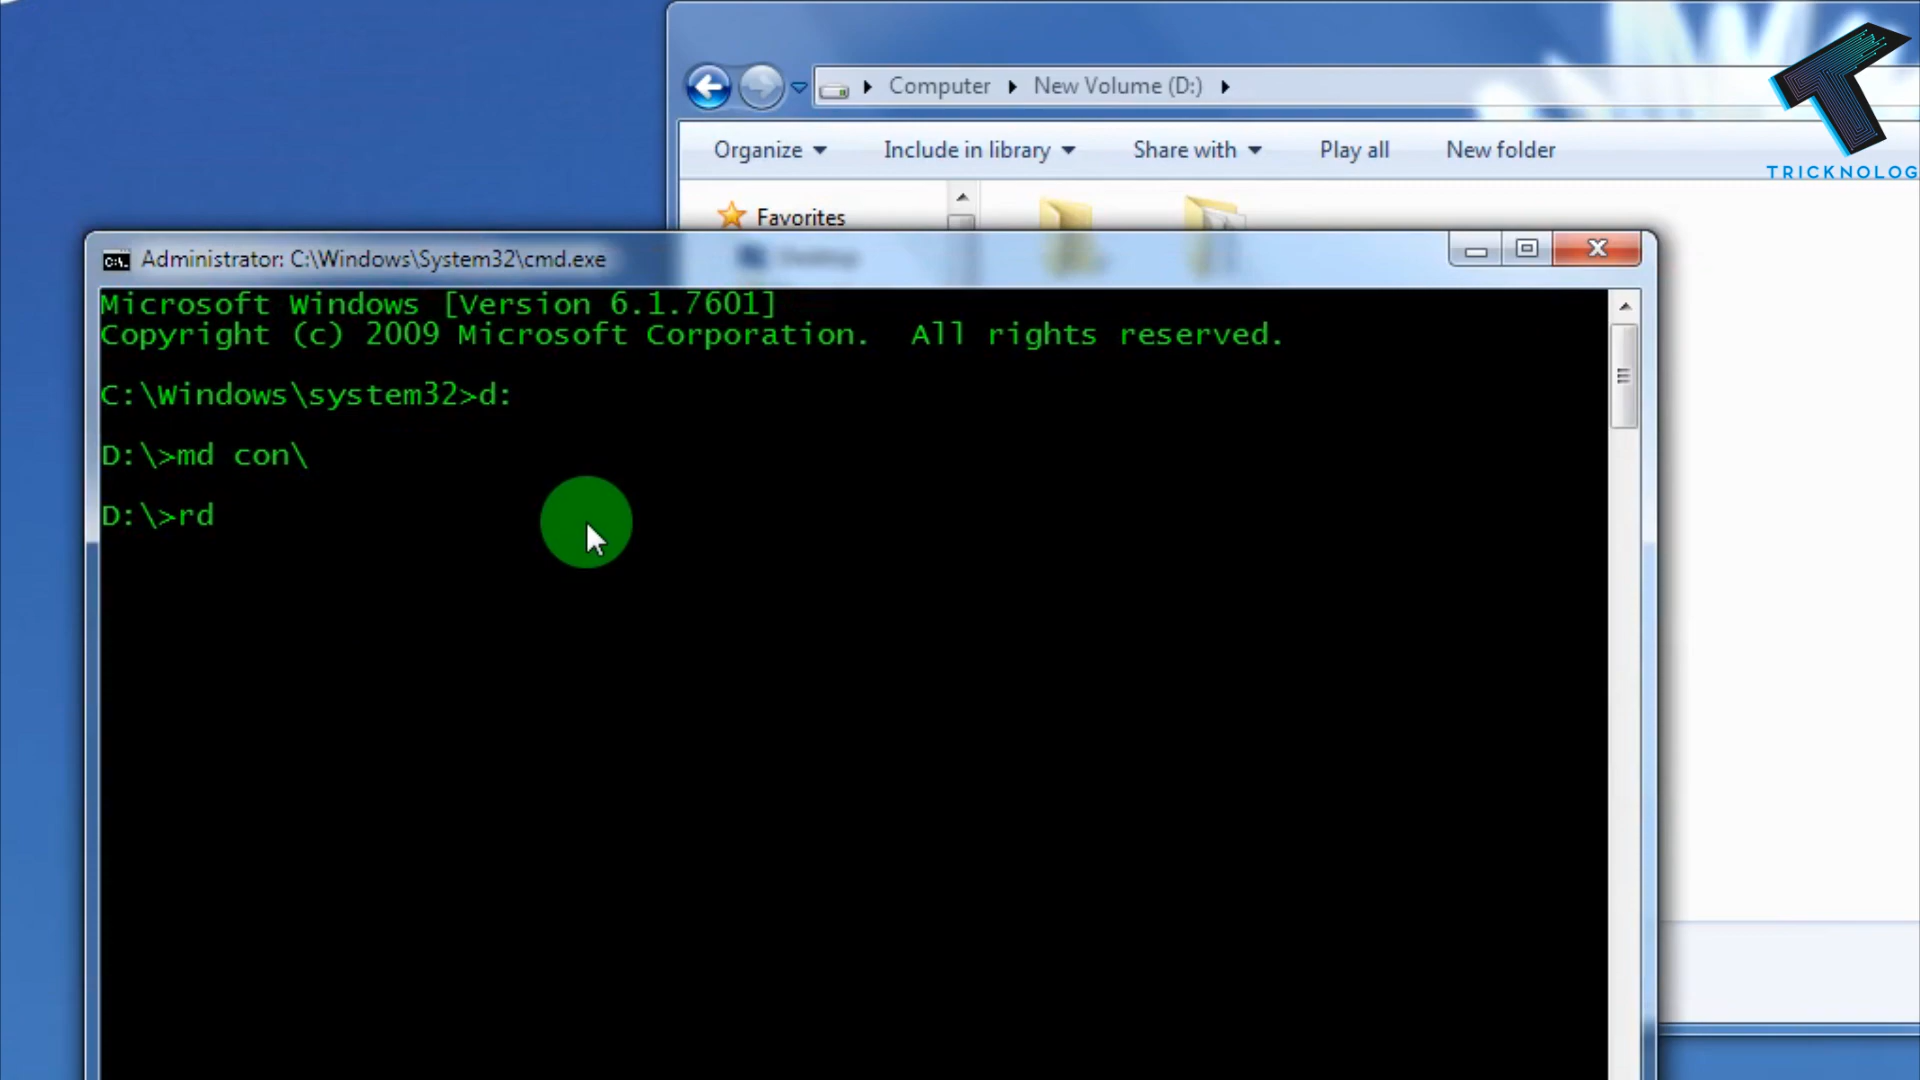 Computer New Volume (D:)
Organize Include in library Share with Play all New folder
TRICKNOLOG
Favorites
Administrator: C:\Windows\System32\cmd.exe
Microsoft Windows [Version 6.1.7601]
Copyright (c) 2009 Microsoft Corporation. All rights reserved.
C:\Windows\system32>d:
D:\>md con\
D:\>rd